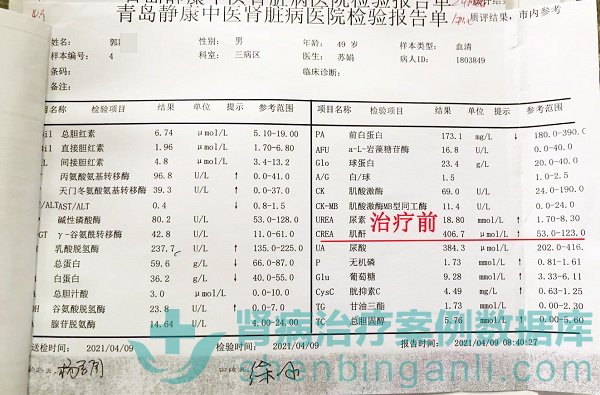 青岛静康中医肾脏病医院检验报告单
质评结果,市内参考
姓名: 郭 性别: 男 年龄: 49 岁 样本类型: 血清
样本编号: 4 科室: 三病区 医生: 苏娟 病人ID: 1803849
条码: 临床诊断:
备注:
项目名称 检验项目 结果 单位 提示 参考范围 项目名称 检验项目 结果 单位 提示 参考范围
总胆红素 6.74 μmol/L 5.10-19.00 PA 前白蛋白 173.1 mg/L ↓ 180.0-390.0
直接胆红素 1.96 μmol/L 1.70-6.80 AFU a-L-岩藻糖苷酶 16.8 U/L 0.0-40.0
间接胆红素 4.8 μmol/L 3.4-13.2 Glo 球蛋白 23.4 g/L 20.0-40.0
丙氨酸氨基转移酶 96.8 U/L ↑ 0.0-41.0 A/G 白/球 1.5 1.0-2.5
天门冬氨酸氨基转移酶 39.3 U/L ↑ 0.0-37.0 CK 肌酸激酶 69.0 U/L 24.0-190.0
AST/ALT 0.4 ↓ CK-MB 肌酸激酶MB型同工酶 11.4 U/L 0.0-24.0
碱性磷酸酶 80.2 U/L 53.0-128.0 UREA 尿素 18.80 mmol/L ↑ 1.70-8.30
γ-谷氨酰转移酶 44.2 U/L CREA 肌酐 406.7 μmol/L ↑ 53.0-123.0
治疗前
乳酸脱氢酶 237.7 U/L ↑ 135.0-225.0 UA 尿酸 384.3 μmol/L 202.0-416.
总蛋白 59.6 g/L ↓ 66.0-87.0 P 无机磷 1.73 mmol/L ↑ 0.81-1.61
白蛋白 36.2 g/L ↓ 40.0-55.0 Glu 葡萄糖 9.28 mmol/L ↑ 3.33-6.11
总胆汁酸 3.0 0.0-10.0 CysC 胱抑素C 4.49 mg/L ↑ 0.63-1.25
谷氨酸脱氢酶 23.8 U/L ↑ 0.0-8.0 TG 甘油三酯 1.73 mmol/L 0.00-2.30
腺苷脱氨酶 14.64 U/L 4.00-24.00 TC 总胆固醇 5.76 mmol/L ↑ 0.00-5.60
肾病治疗案例数据库
shenbinganli.com
送检时间: 2021/04/09 检验时间: 2021/04/09 报告时间: 2021/04/09 08:40:27